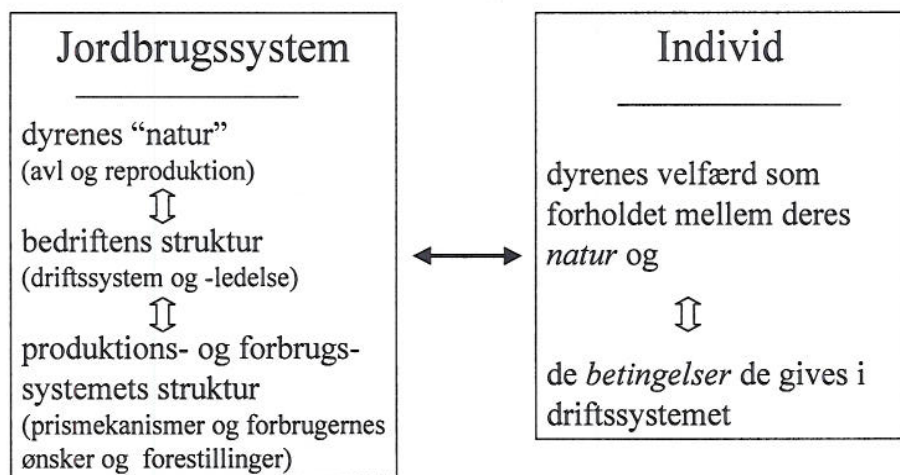 Jordbrugssystem
dyrenes “natur”
(avl og reproduktion)
bedriftens struktur
(driftssystem og -ledelse)
produktions- og forbrugs-
systemets struktur
(prismekanismer og forbrugernes
ønsker og forestillinger)
Individ
dyrenes velfærd som
forholdet mellem deres
natur og
de betingelser de gives i
driftssystemet